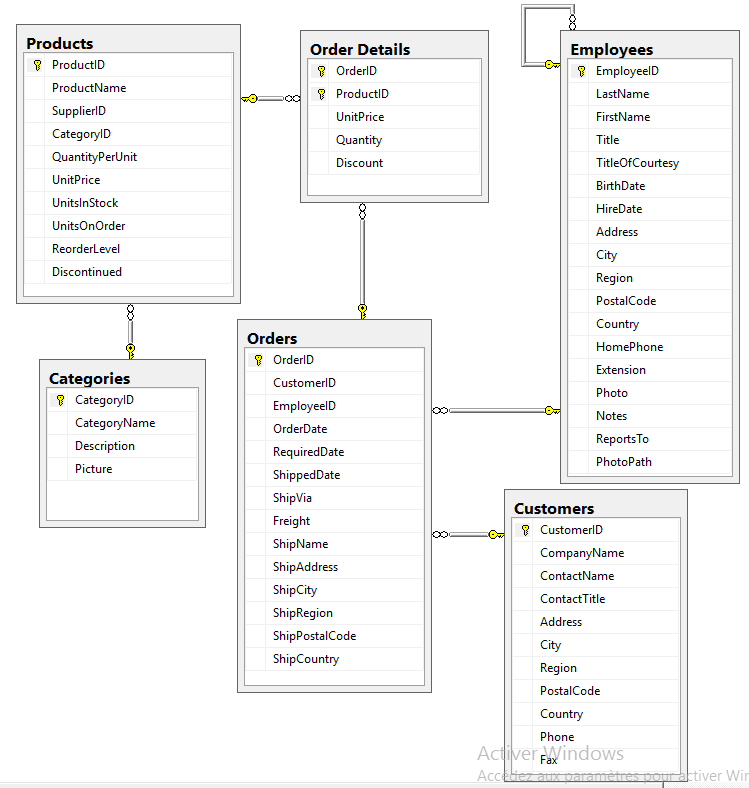 Products
ProductID
ProductName
SupplierID
CategoryID
QuantityPerUnit
UnitPrice
UnitsInStock
UnitsOnOrder
ReorderLevel
Discontinued
Order Details
OrderID
ProductID
UnitPrice
Quantity
Discount
Employees
EmployeeID
LastName
FirstName
Title
TitleOfCourtesy
BirthDate
HireDate
Address
City
Region
PostalCode
Country
HomePhone
Extension
Photo
Notes
ReportsTo
PhotoPath
Categories
CategoryID
CategoryName
Description
Picture
Orders
OrderID
CustomerID
EmployeeID
OrderDate
RequiredDate
ShippedDate
ShipVia
Freight
ShipName
ShipAddress
ShipCity
ShipRegion
ShipPostalCode
ShipCountry
Customers
CustomerID
CompanyName
ContactName
ContactTitle
Address
City
Region
PostalCode
Country
Phone
Fax
Activer Windows
Accédez aux paramètres pour activer Wir